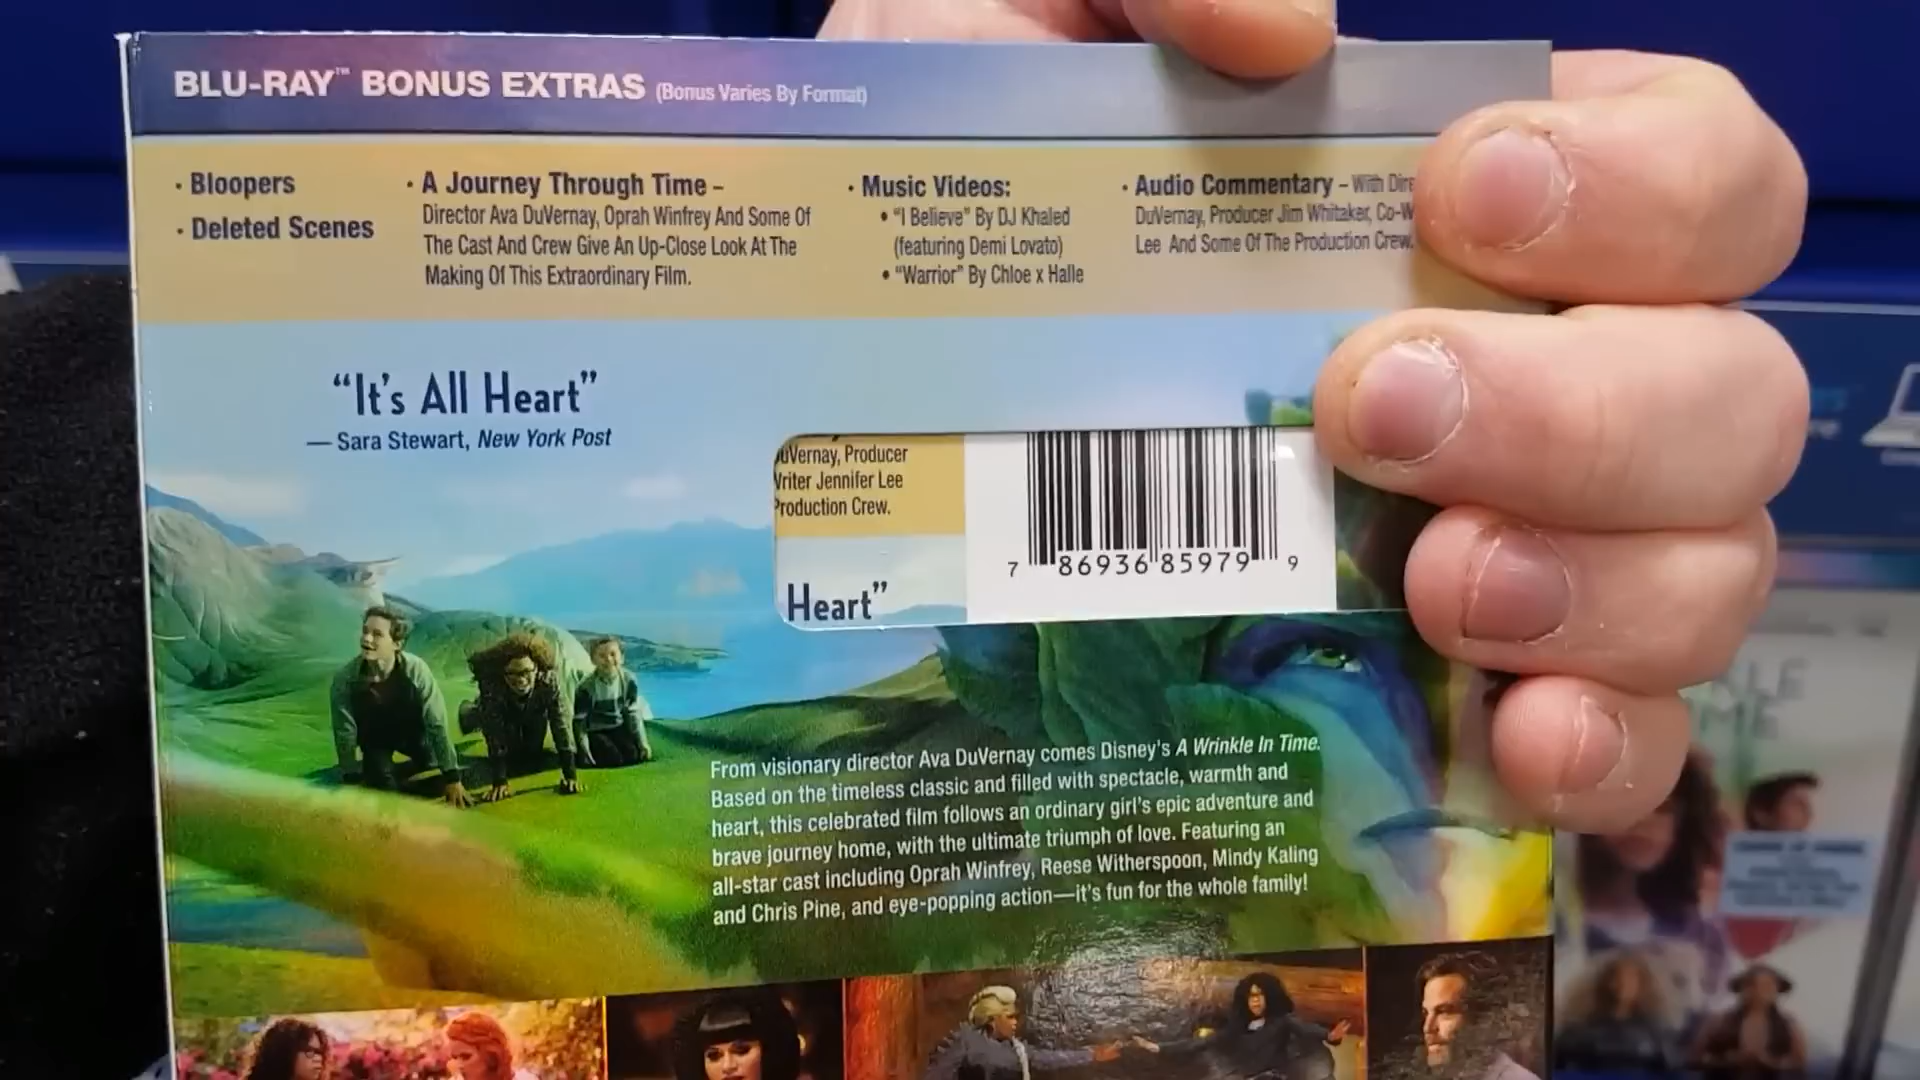 BLU-RAY™ BONUS EXTRAS (Bonus Varies By Format)
· Bloopers
· Deleted Scenes
· A Journey Through Time –
Director Ava DuVernay, Oprah Winfrey And Some Of
The Cast And Crew Give An Up-Close Look At The
Making Of This Extraordinary Film.
· Music Videos:
• "I Believe" By DJ Khaled
(featuring Demi Lovato)
• "Warrior" By Chloe x Halle
· Audio Commentary – With Dire
DuVernay, Producer Jim Whitaker, Co-W
Lee And Some Of The Production Crew.
"It's All Heart"
— Sara Stewart, New York Post
uVernay, Producer
Writer Jennifer Lee
Production Crew.
Heart"
7 86936 85979 9
From visionary director Ava DuVernay comes Disney's A Wrinkle In Time.
Based on the timeless classic and filled with spectacle, warmth and
heart, this celebrated film follows an ordinary girl's epic adventure and
brave journey home, with the ultimate triumph of love. Featuring an
all-star cast including Oprah Winfrey, Reese Witherspoon, Mindy Kaling
and Chris Pine, and eye-popping action—it's fun for the whole family!